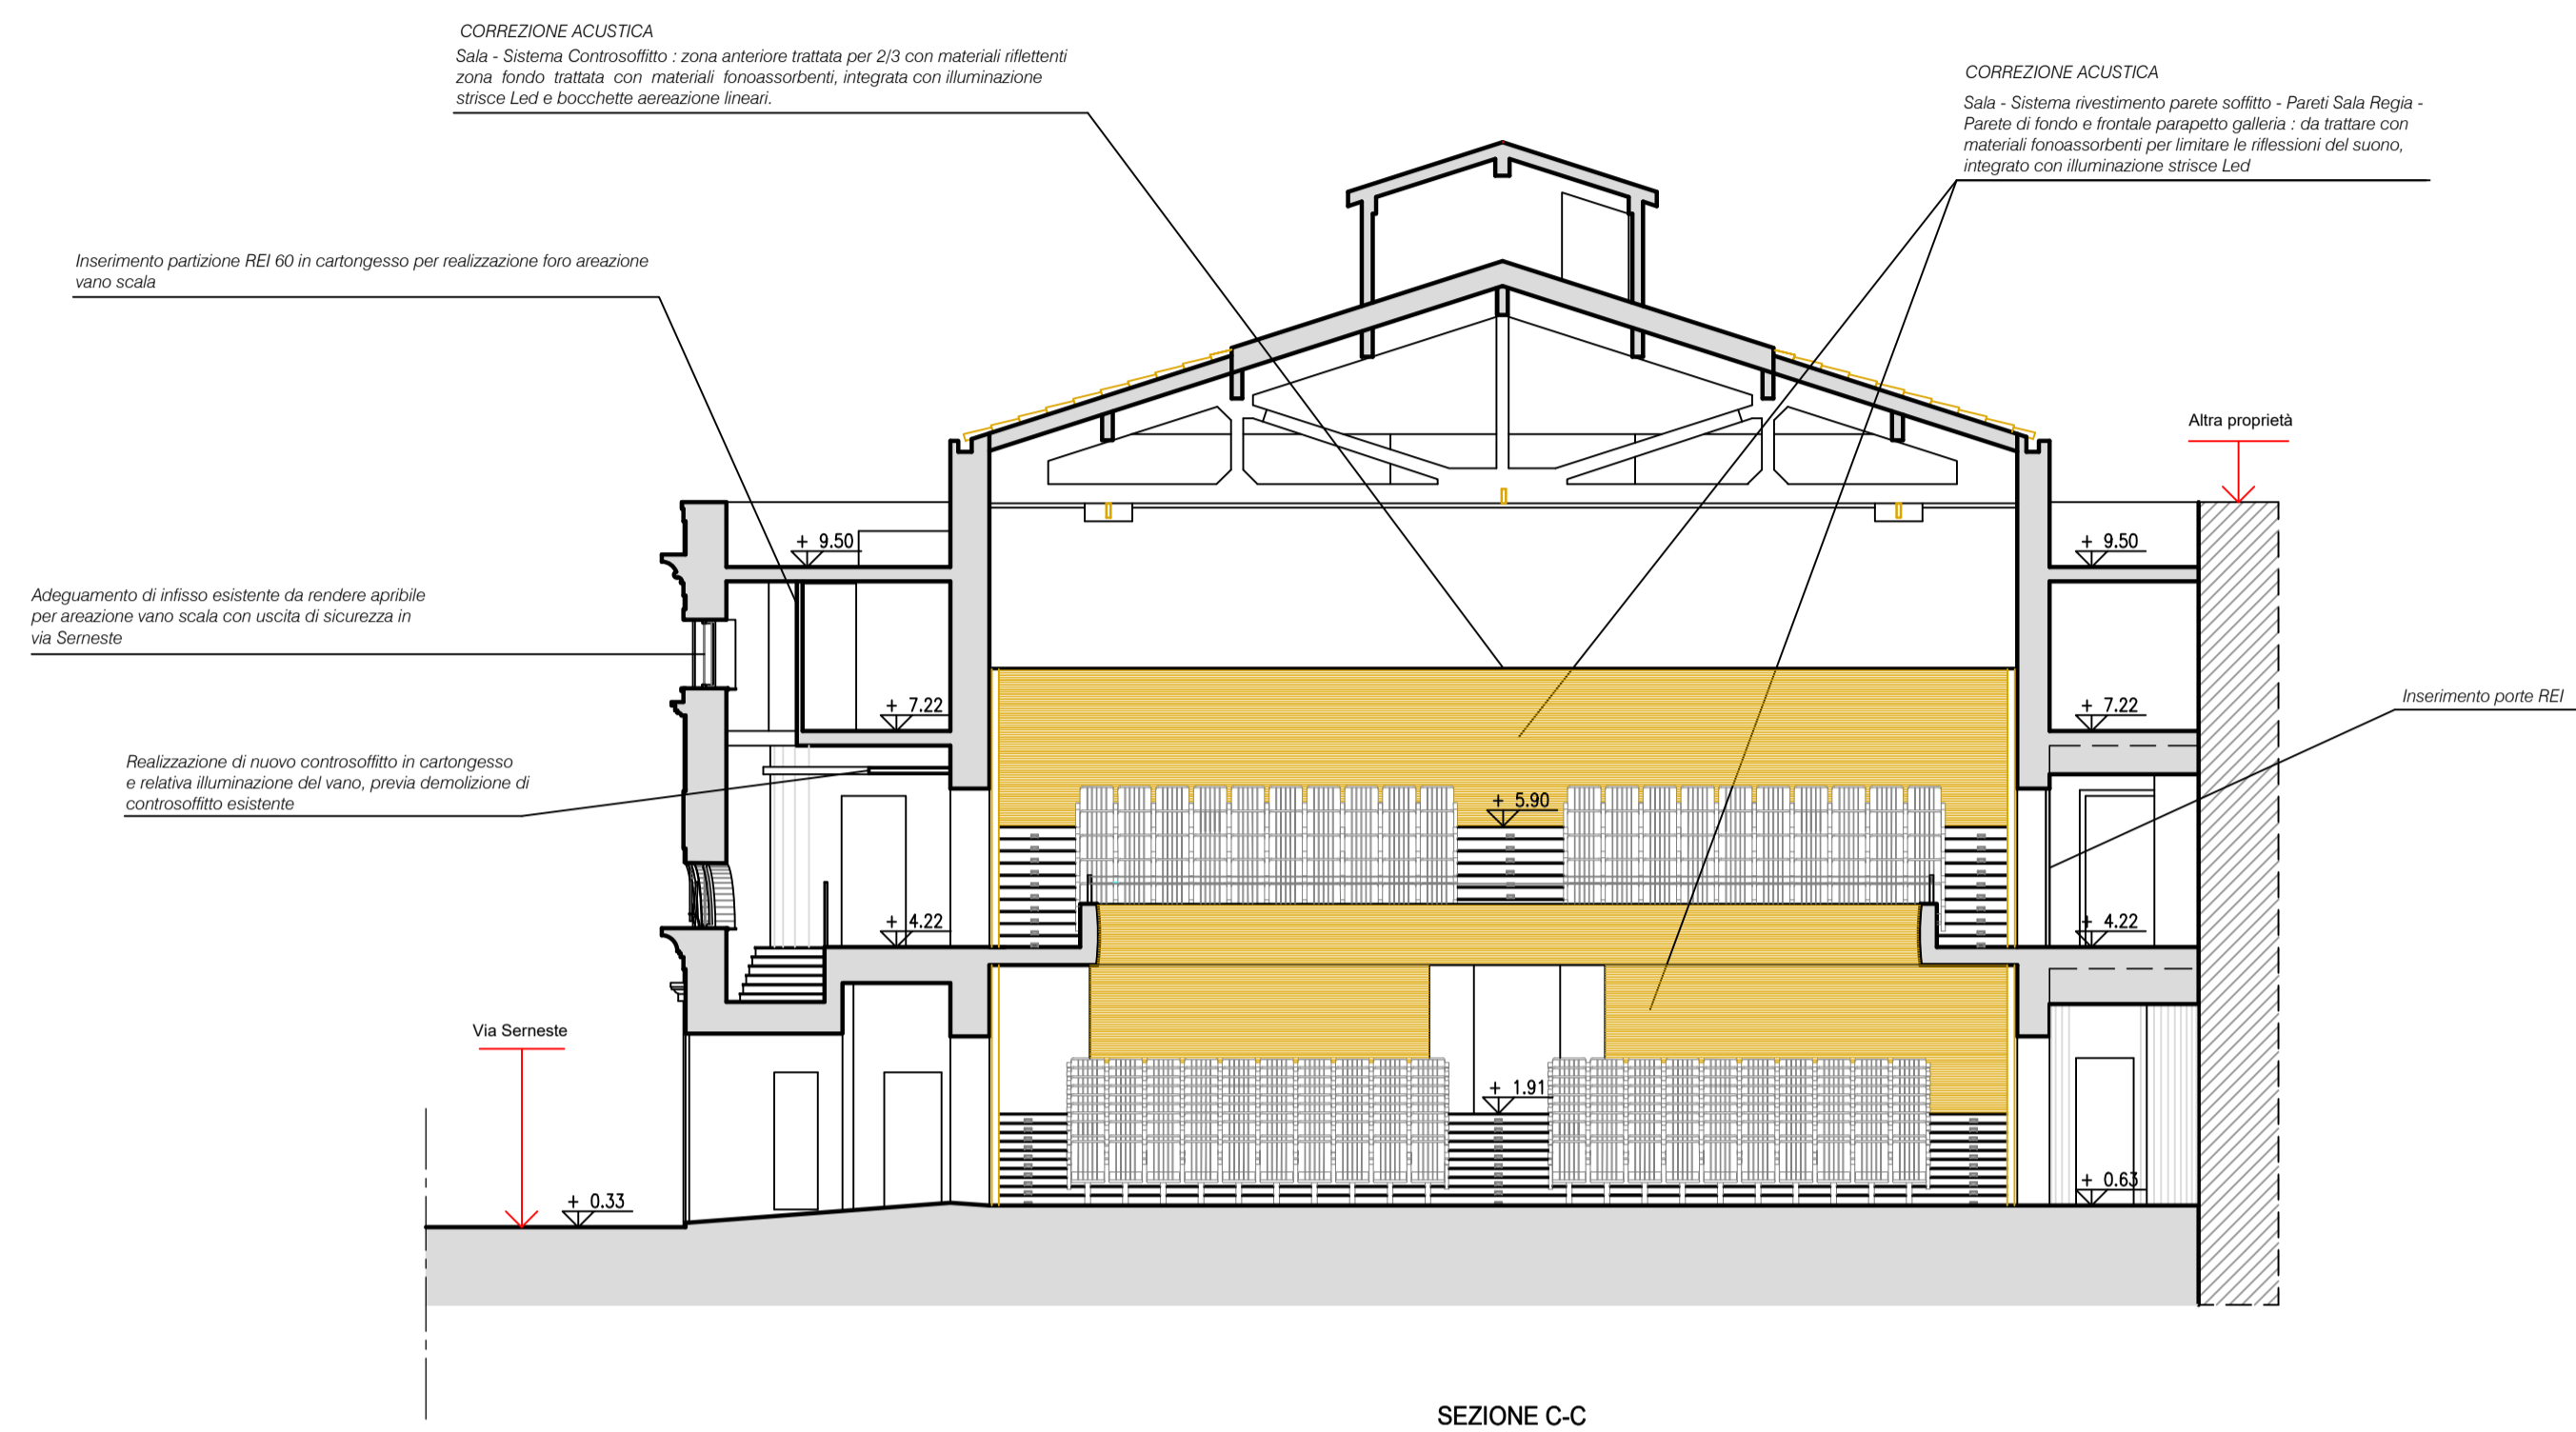 CORREZIONE ACUSTICA
Sala - Sistema Controsoffitto : zona anteriore trattata per 2/3 con materiali riflettenti
zona fondo trattata con materiali fonoassorbenti, integrata con illuminazione
strisce Led e bocchette aereazione lineari.
CORREZIONE ACUSTICA
Sala - Sistema rivestimento parete soffitto - Pareti Sala Regia -
Parete di fondo e frontale parapetto galleria : da trattare con
materiali fonoassorbenti per limitare le riflessioni del suono,
integrato con illuminazione strisce Led
Inserimento partizione REI 60 in cartongesso per realizzazione foro areazione
vano scala
Altra proprietà
+ 9.50
+ 9.50
Adeguamento di infisso esistente da rendere apribile
per areazione vano scala con uscita di sicurezza in
via Serneste
Inserimento porte REI
+ 7.22
+ 7.22
Realizzazione di nuovo controsoffitto in cartongesso
e relativa illuminazione del vano, previa demolizione di
controsoffitto esistente
+ 5.90
+ 4.22
+ 4.22
Via Serneste
+ 1.91
+ 0.63
+ 0.33
SEZIONE C-C